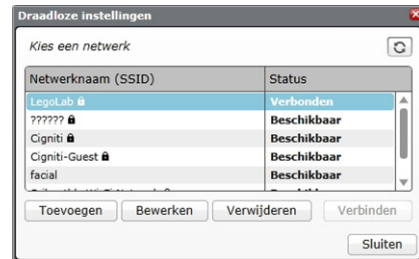 Draadloze instellingen
Kies een netwerk
Netwerknaam (SSID) Status
LegoLab Verbonden
?????? Beschikbaar
Cigniti Beschikbaar
Cigniti-Guest Beschikbaar
facial Beschikbaar
Toevoegen Bewerken Verwijderen Verbinden
Sluiten